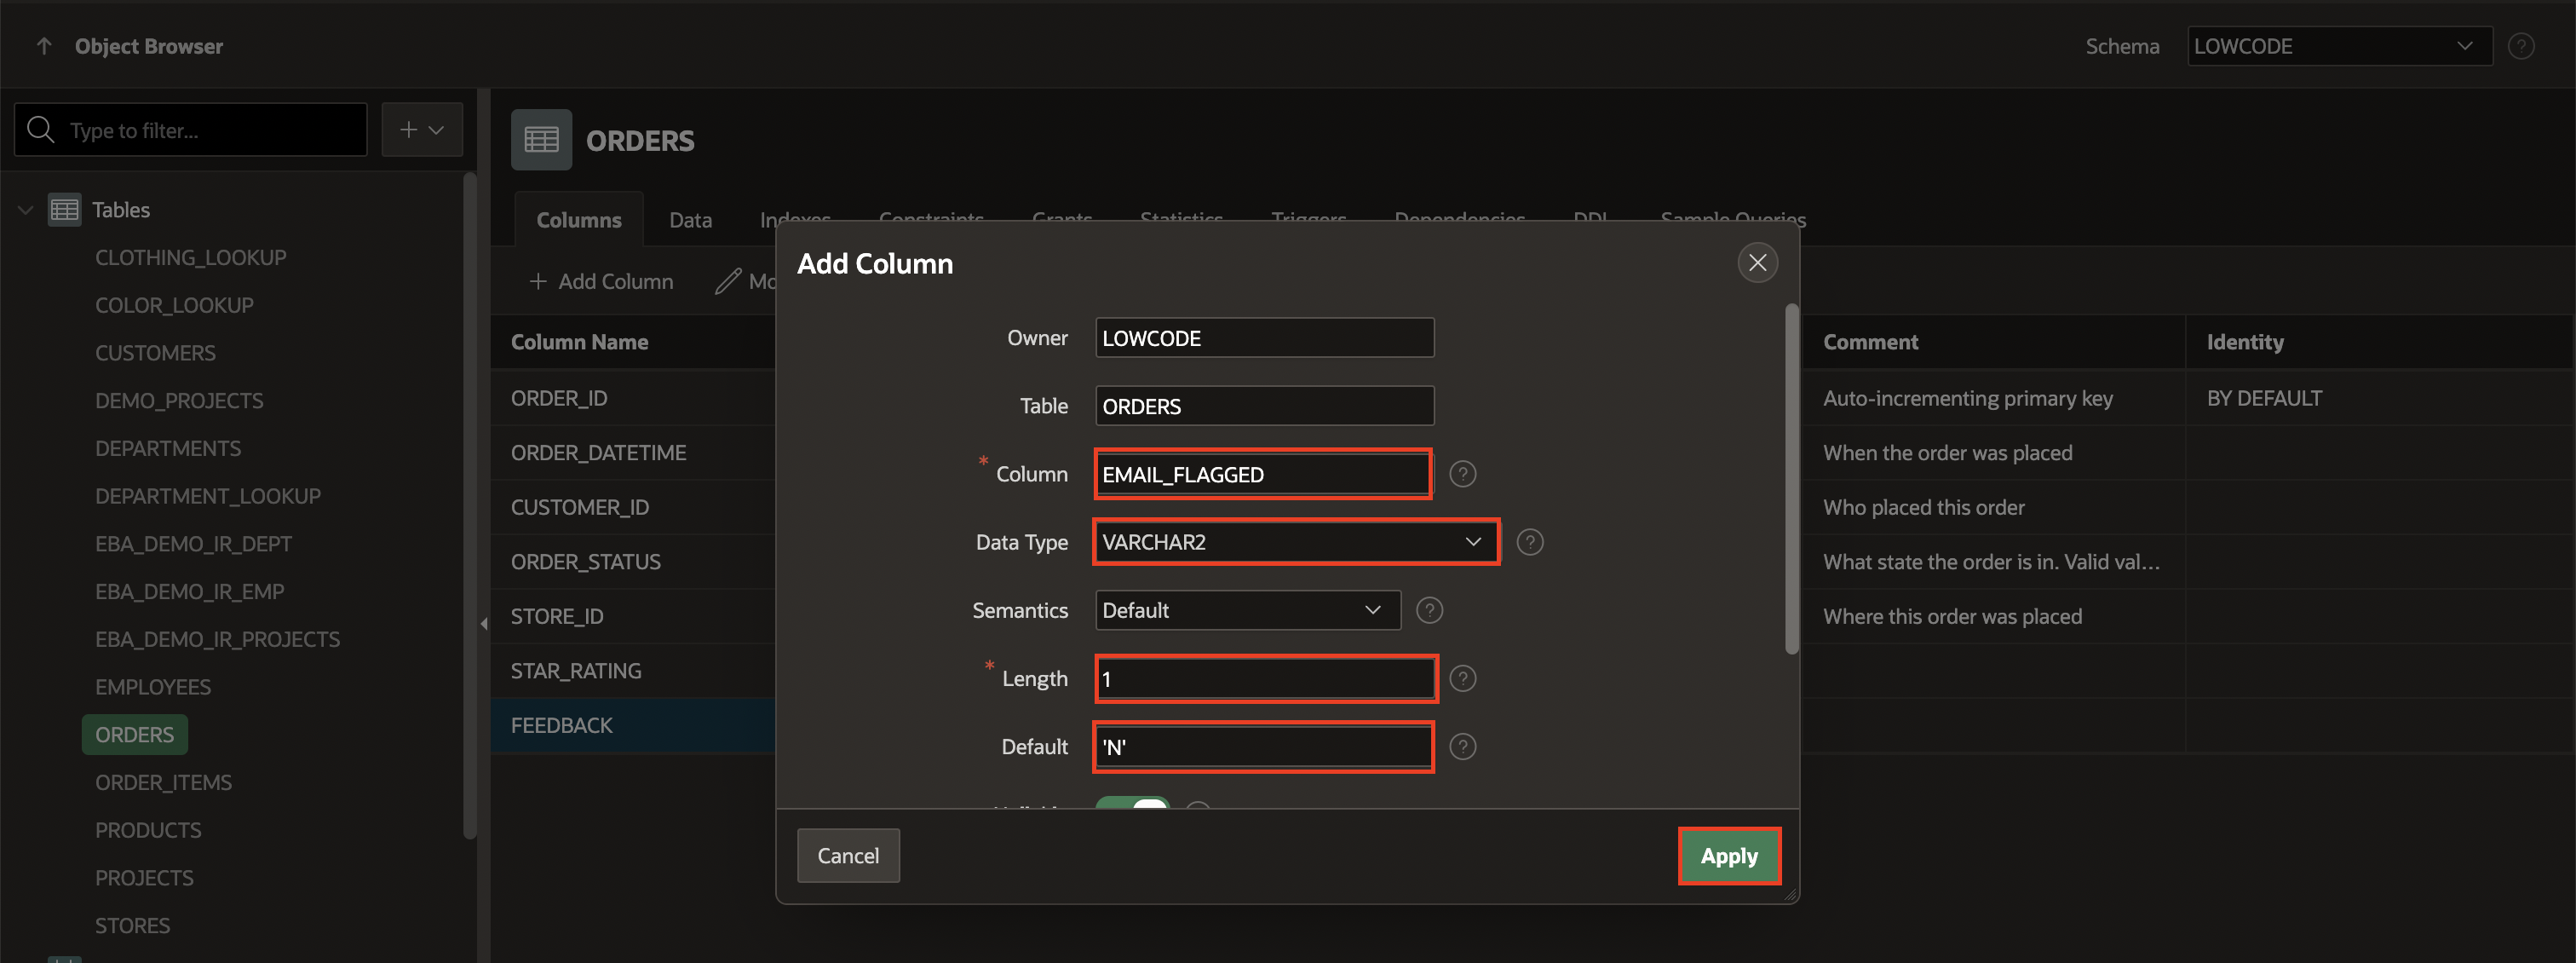 Object Browser
Schema
LOWCODE
Type to filter...
Tables
CLOTHING_LOOKUP
COLOR_LOOKUP
CUSTOMERS
DEMO_PROJECTS
DEPARTMENTS
DEPARTMENT_LOOKUP
EBA_DEMO_IR_DEPT
EBA_DEMO_IR_EMP
EBA_DEMO_IR_PROJECTS
EMPLOYEES
ORDERS
ORDER_ITEMS
PRODUCTS
PROJECTS
STORES
ORDERS
Columns Data Indexes Constraints Grants Statistics Triggers Dependencies DDL Sample Queries
Add Column
Column Name
ORDER_ID
ORDER_DATETIME
CUSTOMER_ID
ORDER_STATUS
STORE_ID
STAR_RATING
FEEDBACK
Add Column
Owner LOWCODE
Table ORDERS
* Column EMAIL_FLAGGED
Data Type VARCHAR2
Semantics Default
* Length 1
Default 'N'
Cancel
Apply
Comment Identity
Auto-incrementing primary key BY DEFAULT
When the order was placed
Who placed this order
What state the order is in. Valid val...
Where this order was placed